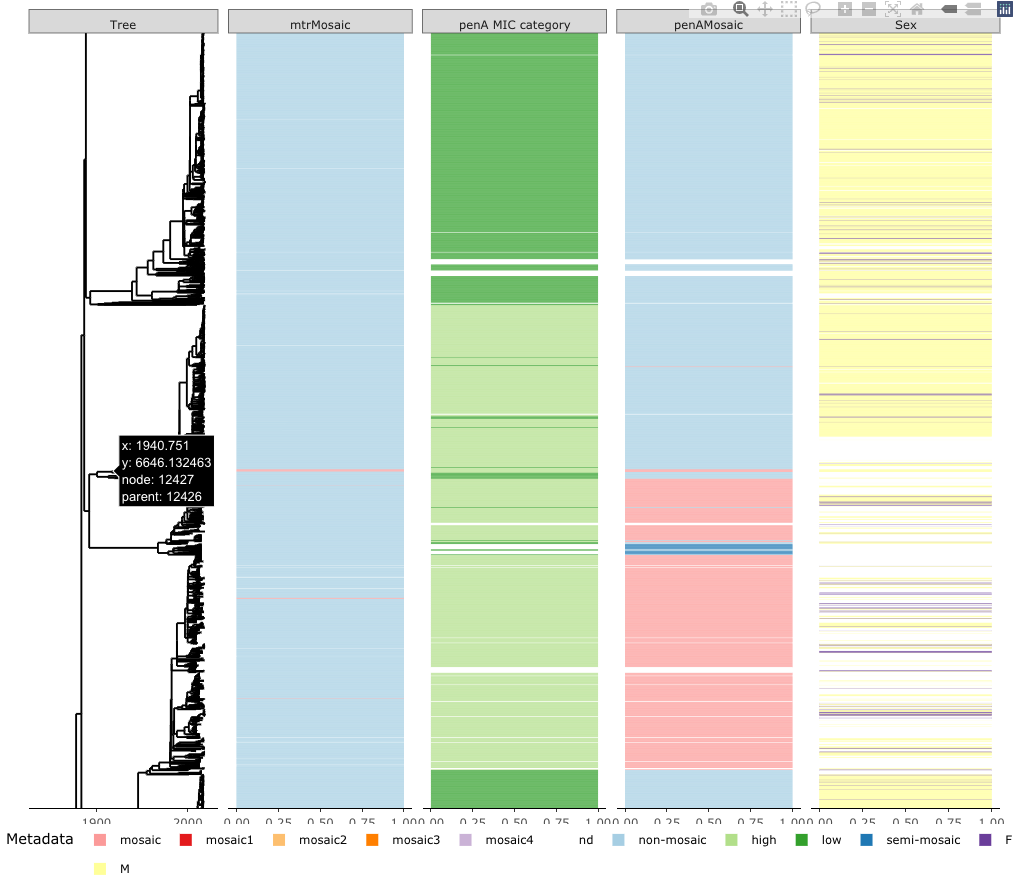 Tree mtrMosaic penA MIC category penAMosaic Sex
x: 1940.751
y: 6646.132463
node: 12427
parent: 12426
1900 2000 0.00 0.25 0.50 0.75 1.00 0.00 0.25 0.50 0.75 1.00 0.00 0.25 0.50 0.75 1.00 0.00 0.25 0.50 0.75 1.00
Metadata mosaic mosaic1 mosaic2 mosaic3 mosaic4 nd non-mosaic high low semi-mosaic F
M